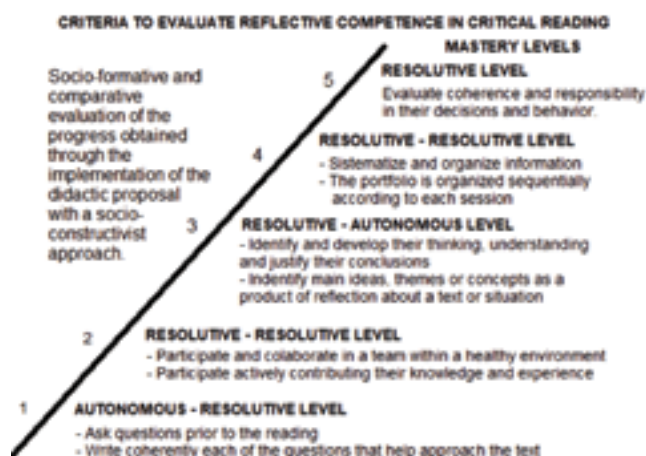 CRITERIA TO EVALUATE REFLECTIVE COMPETENCE IN CRITICAL READING
MASTERY LEVELS
Socio-formative and
comparative
evaluation of the
progress obtained
through the
implementation of the
didactic proposal
with a socio-
constructivist
approach.
5
RESOLUTIVE LEVEL
Evaluate coherence and responsibility
in their decisions and behavior.
4
RESOLUTIVE - RESOLUTIVE LEVEL
- Sistematize and organize information
- The portfolio is organized sequentially
according to each session
3
RESOLUTIVE - AUTONOMOUS LEVEL
- Identify and develop their thinking, understanding
and justify their conclusions
- Indentify main ideas, themes or concepts as a
product of reflection about a text or situation
2
RESOLUTIVE - RESOLUTIVE LEVEL
- Participate and colaborate in a team within a healthy environment
- Participate actively contributing their knowledge and experience
1
AUTONOMOUS - RESOLUTIVE LEVEL
- Ask questions prior to the reading
- Write coherently each of the questions that help approach the text